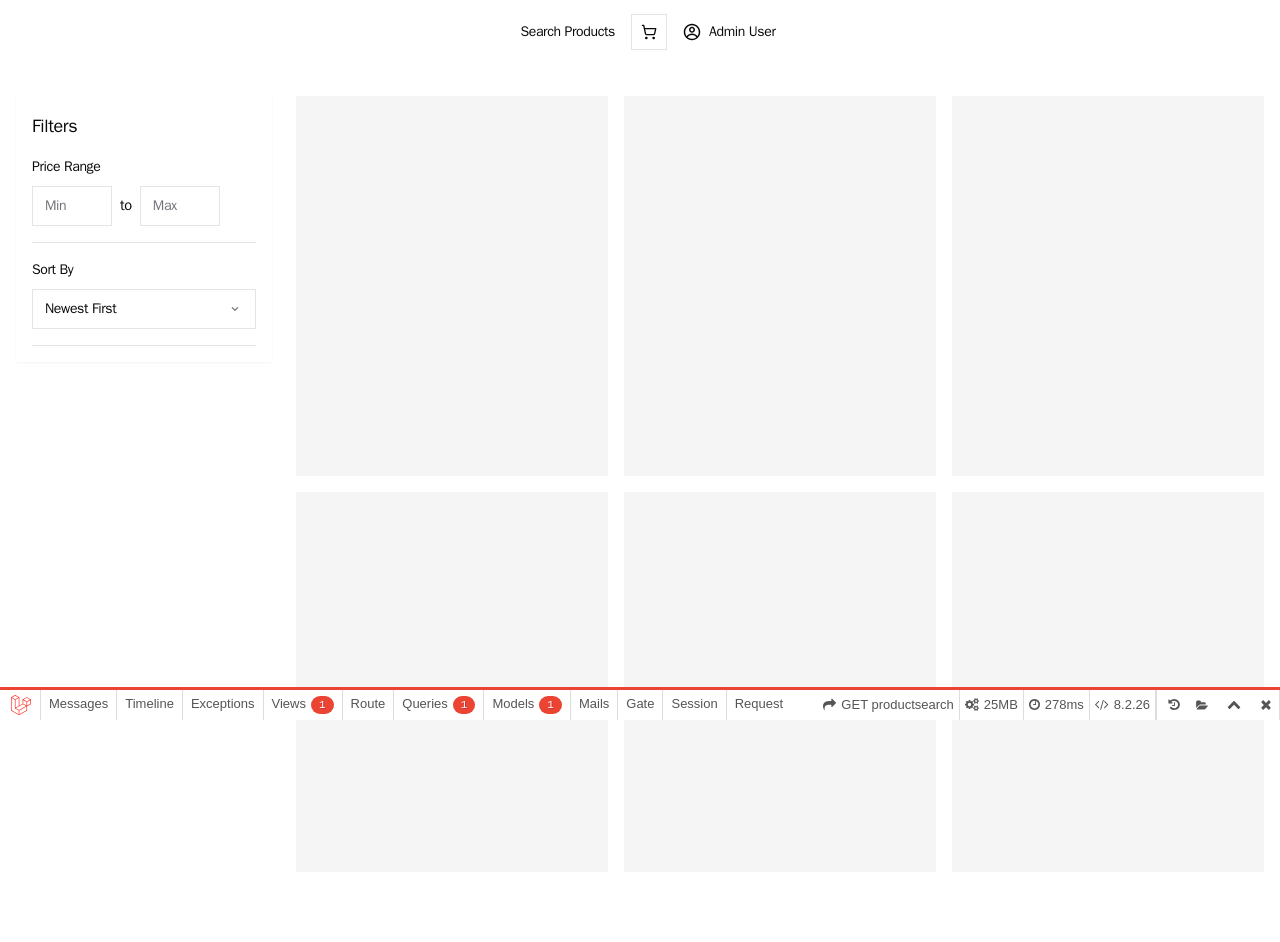 Search Products Admin User
Filters
Price Range
Min to Max
Sort By
Newest First
Messages Timeline Exceptions Views 1 Route Queries 1 Models 1 Mails Gate Session Request GET productsearch 25MB 278ms 8.2.26